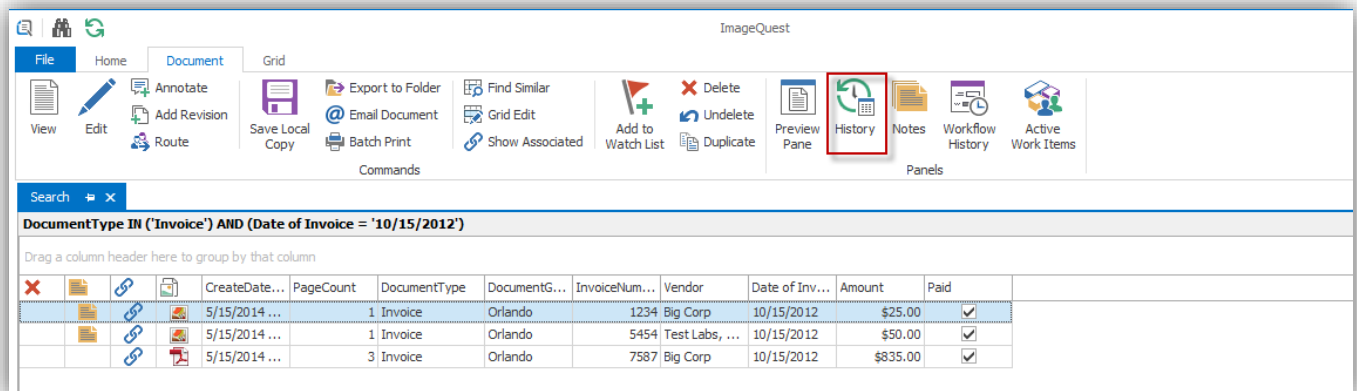 ImageQuest
File Home Document Grid
View
Edit
Annotate
Add Revision
Route
Save Local
Copy
Export to Folder
@ Email Document
Batch Print
Find Similar
Grid Edit
Show Associated
Add to
Watch List
Delete
Undelete
Duplicate
Commands
Preview
Pane
History
Notes
Workflow
History
Active
Work Items
Panels
Search
DocumentType IN ('Invoice') AND (Date of Invoice = '10/15/2012')
Drag a column header here to group by that column
CreateDate... PageCount DocumentType DocumentG... InvoiceNum... Vendor Date of Inv... Amount Paid
5/15/2014 ... 1 Invoice Orlando 1234 Big Corp 10/15/2012 $25.00
5/15/2014 ... 1 Invoice Orlando 5454 Test Labs, ... 10/15/2012 $50.00
5/15/2014 ... 3 Invoice Orlando 7587 Big Corp 10/15/2012 $835.00